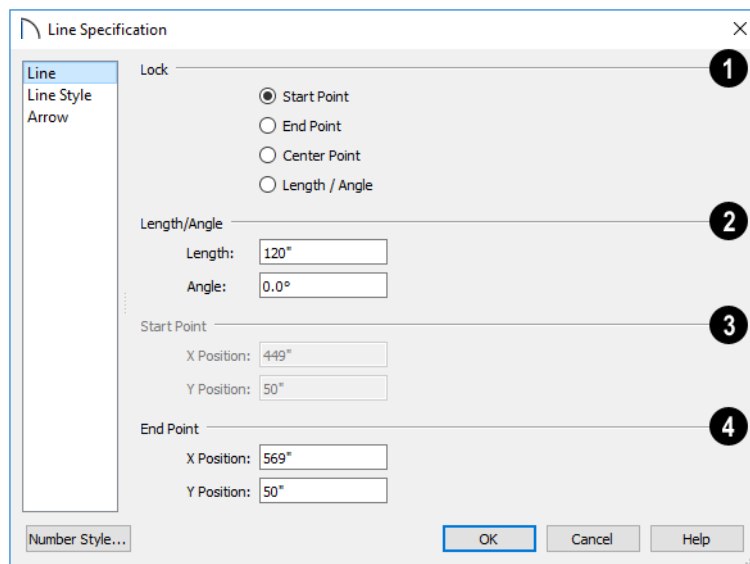 Line Specification
Line
Line Style
Arrow
Lock
1
Start Point
End Point
Center Point
Length / Angle
Length/Angle
2
Length: 120"
Angle: 0.0°
Start Point
3
X Position: 449"
Y Position: 50"
End Point
4
X Position: 569"
Y Position: 50"
Number Style... OK Cancel Help